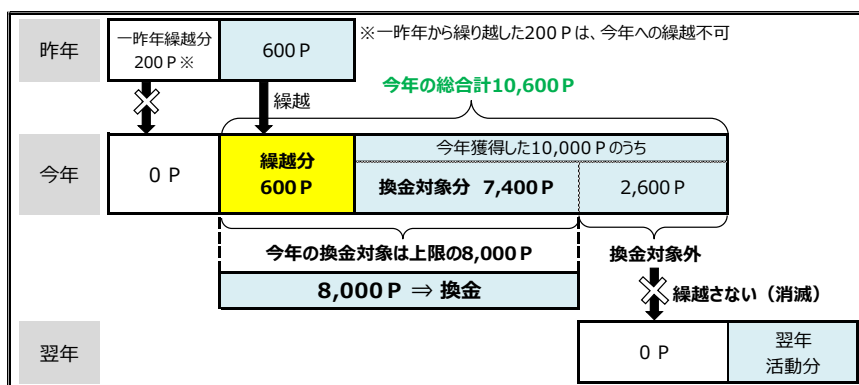 昨年
一昨年繰越分
200Ｐ※
600Ｐ
※一昨年から繰り越した200Ｐは、今年への繰越不可
繰越
今年の総合計10,600Ｐ
今年
０Ｐ
繰越分
600Ｐ
今年獲得した10,000Ｐのうち
換金対象分 7,400Ｐ
2,600Ｐ
今年の換金対象は上限の8,000Ｐ
換金対象外
8,000Ｐ ⇒ 換金
繰越さない（消滅）
翌年
０Ｐ
翌年
活動分